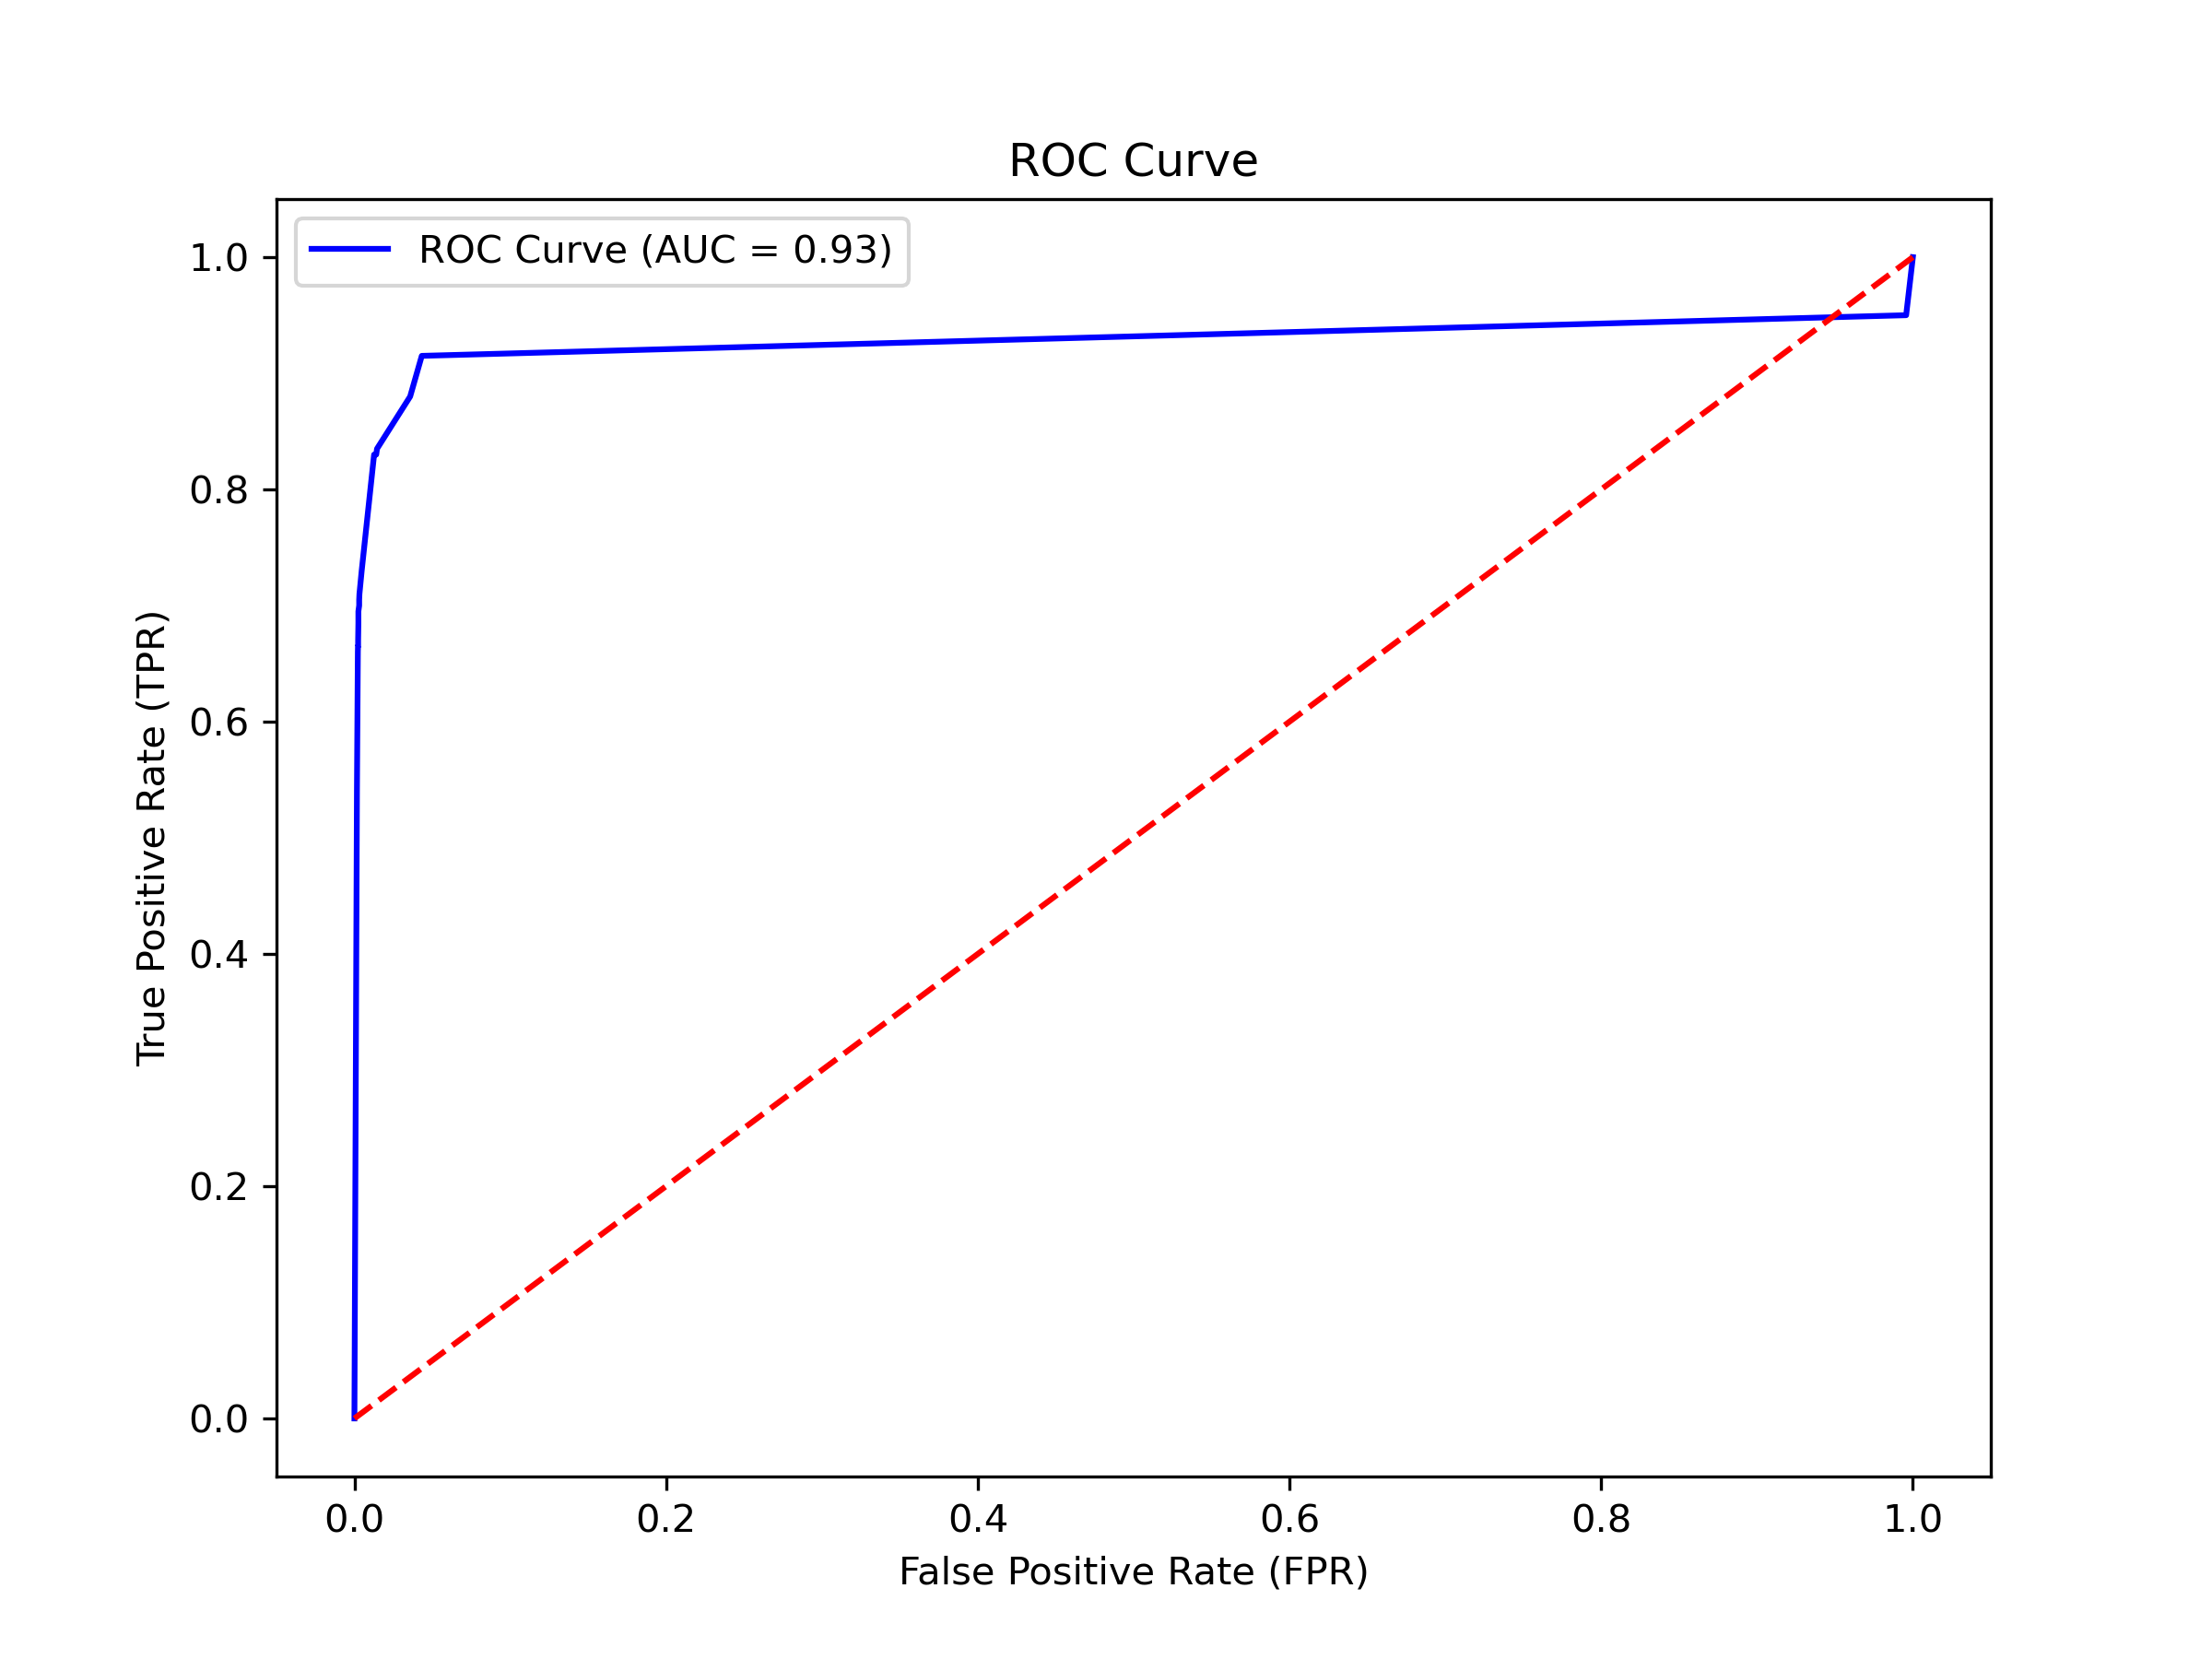 ROC Curve
ROC Curve (AUC = 0.93)
True Positive Rate (TPR)
1.0
0.8
0.6
0.4
0.2
0.0
0.0 0.2 0.4 0.6 0.8 1.0
False Positive Rate (FPR)